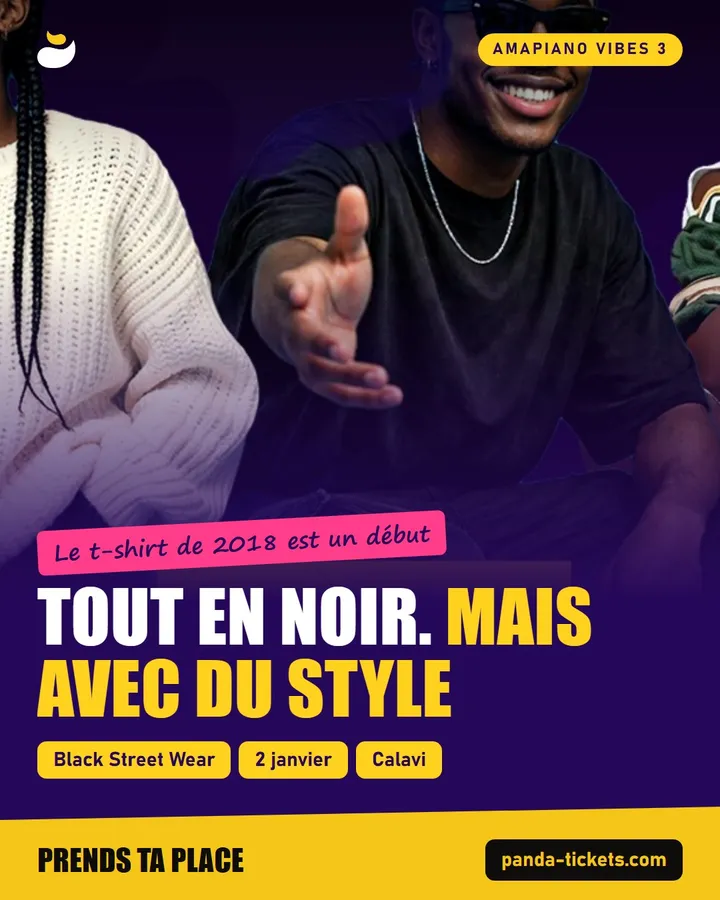 AMAPIANO VIBES 3
Le t-shirt de 2018 est un début
TOUT EN NOIR. MAIS
AVEC DU STYLE
Black Street Wear
2 janvier
Calavi
PRENDS TA PLACE
panda-tickets.com